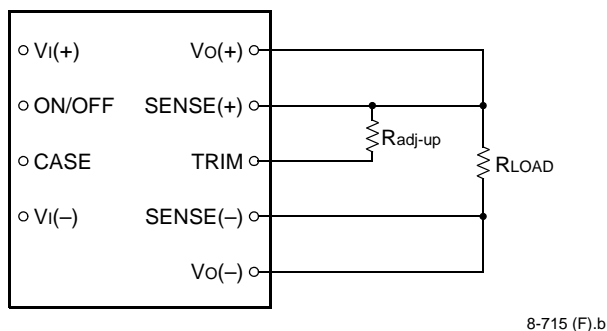 VI(+) VO(+)
ON/OFF SENSE(+)
Radj-up
CASE TRIM
RLOAD
VI(–) SENSE(–)
VO(–)
8-715 (F).b